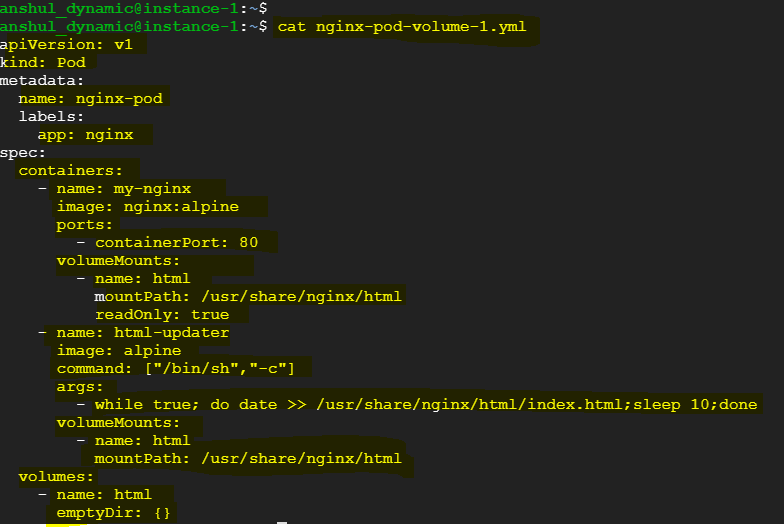 anshul_dynamic@instance-1:~$
anshul_dynamic@instance-1:~$ cat nginx-pod-volume-1.yml
apiVersion: v1
kind: Pod
metadata:
  name: nginx-pod
  labels:
    app: nginx
spec:
  containers:
    - name: my-nginx
      image: nginx:alpine
      ports:
        - containerPort: 80
      volumeMounts:
        - name: html
          mountPath: /usr/share/nginx/html
          readOnly: true
    - name: html-updater
      image: alpine
      command: ["/bin/sh","-c"]
      args:
        - while true; do date >> /usr/share/nginx/html/index.html;sleep 10;done
      volumeMounts:
        - name: html
          mountPath: /usr/share/nginx/html
  volumes:
    - name: html
      emptyDir: {}